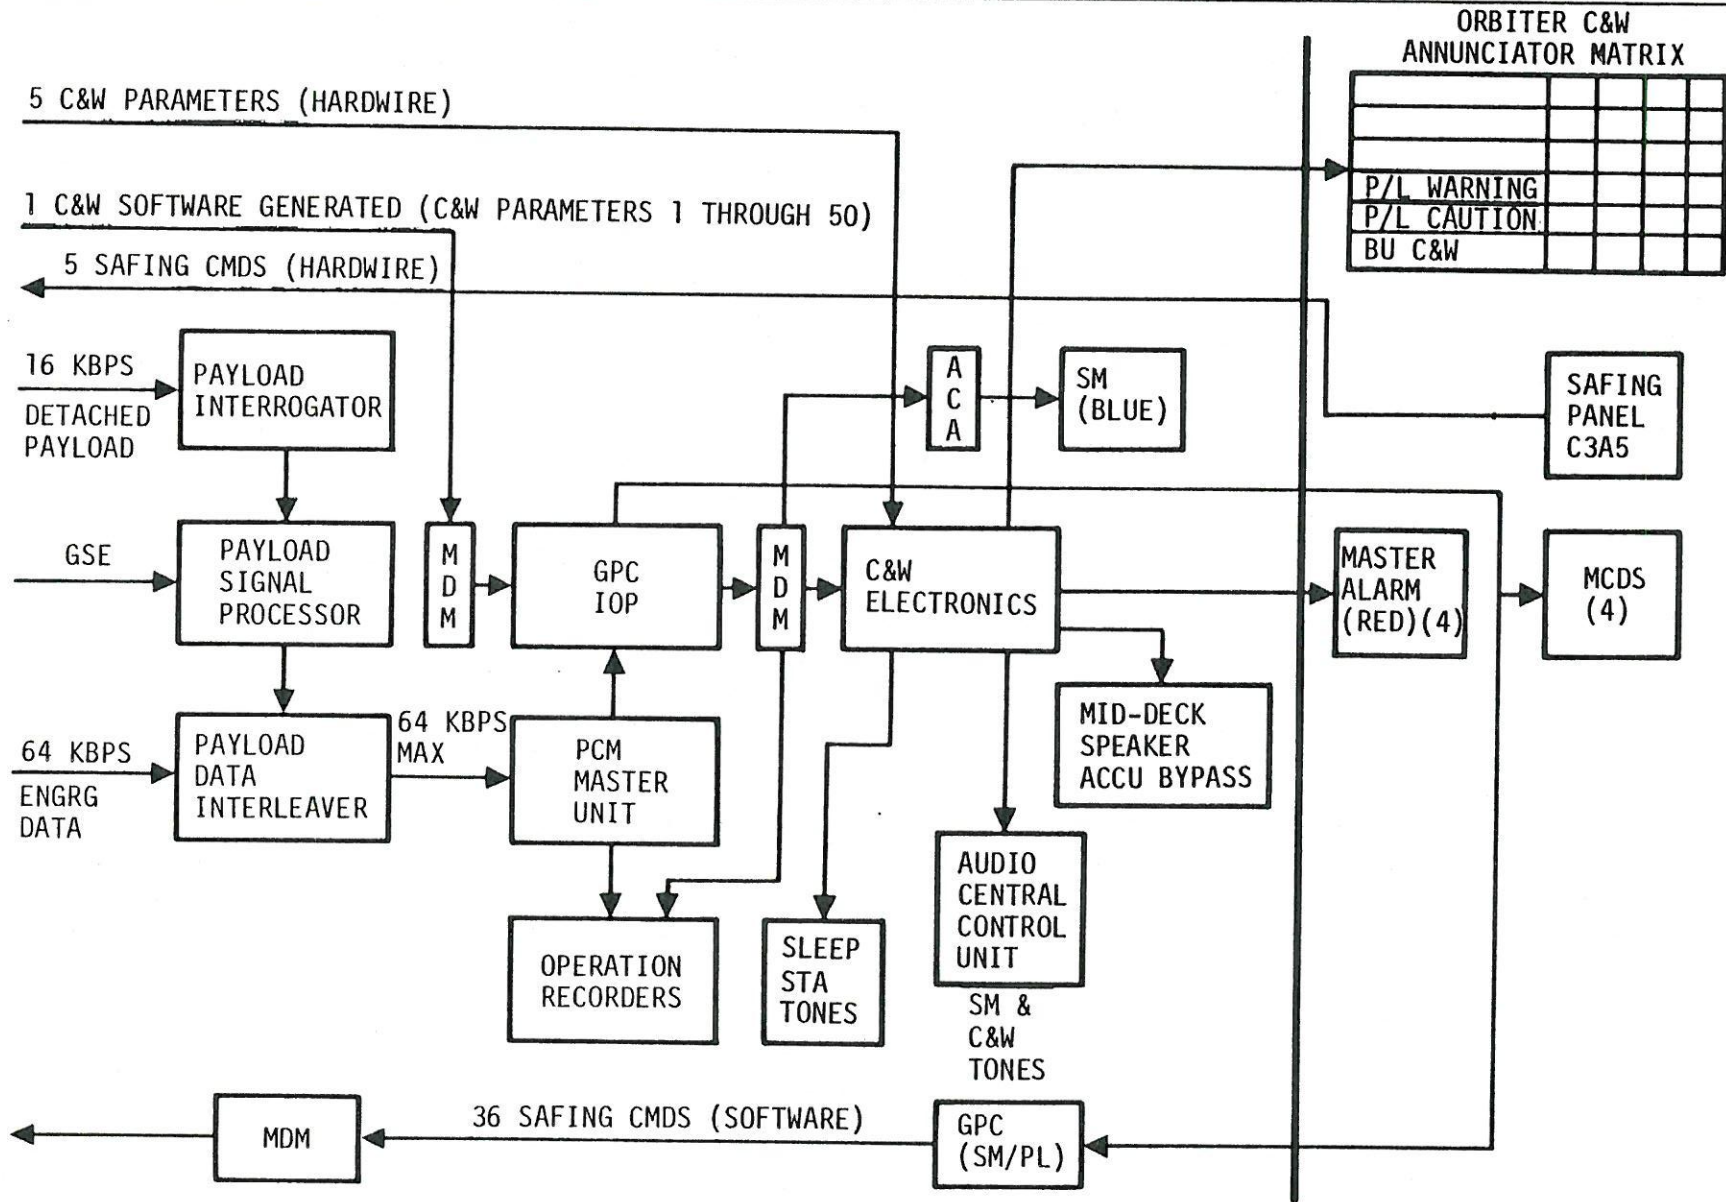 ORBITER C&W
ANNUNCIATOR MATRIX
5 C&W PARAMETERS (HARDWIRE)
P/L WARNING
P/L CAUTION
BU C&W
1 C&W SOFTWARE GENERATED (C&W PARAMETERS 1 THROUGH 50)
5 SAFING CMDS (HARDWIRE)
16 KBPS
DETACHED
PAYLOAD
PAYLOAD
INTERROGATOR
ACA
SM
(BLUE)
SAFING
PANEL
C3A5
GSE
PAYLOAD
SIGNAL
PROCESSOR
MDM
GPC
IOP
MDM
C&W
ELECTRONICS
MASTER
ALARM
(RED)(4)
MCDS
(4)
64 KBPS
ENGRG
DATA
PAYLOAD
DATA
INTERLEAVER
64 KBPS
MAX
PCM
MASTER
UNIT
MID-DECK
SPEAKER
ACCU BYPASS
OPERATION
RECORDERS
SLEEP
STA
TONES
AUDIO
CENTRAL
CONTROL
UNIT
SM &
C&W
TONES
MDM
36 SAFING CMDS (SOFTWARE)
GPC
(SM/PL)